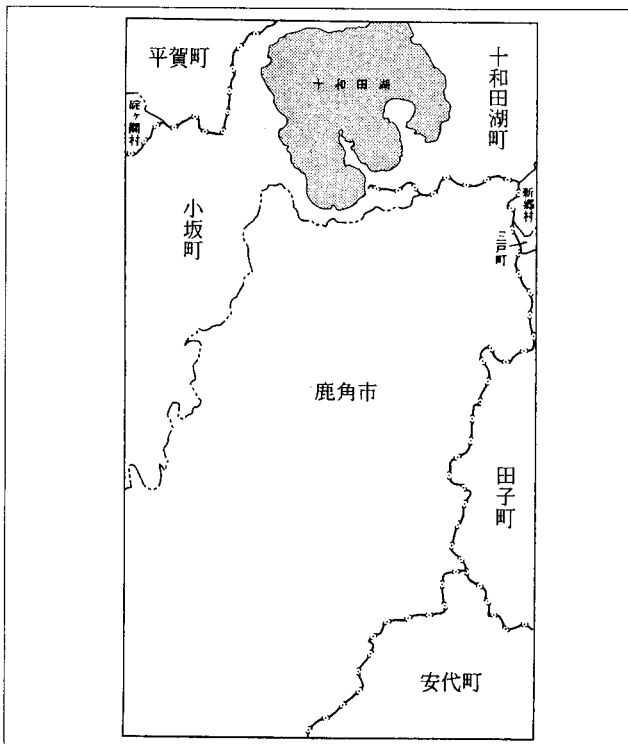 平賀町
十和田湖
十和田湖町
碇ヶ関村
新郷村
三戸町
小坂町
鹿角市
田子町
安代町